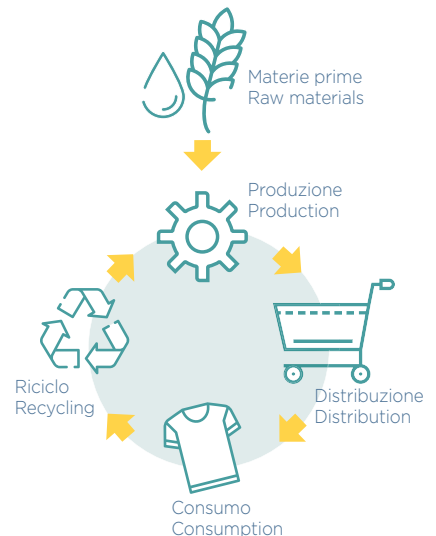 Materie prime
Raw materials
Produzione
Production
Distribuzione
Distribution
Consumo
Consumption
Riciclo
Recycling